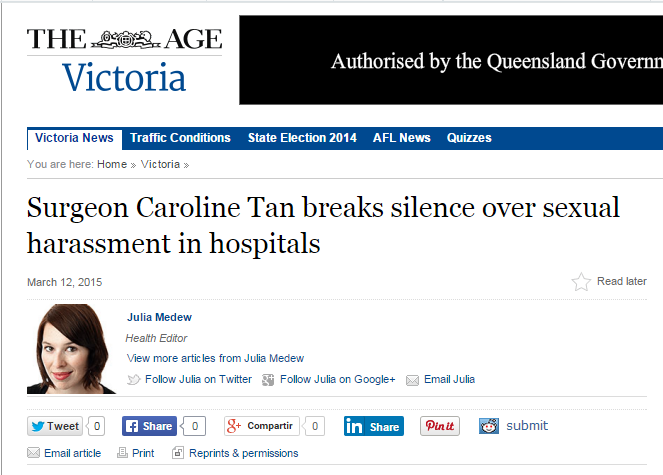 THE AGE
Victoria
Authorised by the Queensland Governm
Victoria News Traffic Conditions State Election 2014 AFL News Quizzes
You are here: Home » Victoria »
Surgeon Caroline Tan breaks silence over sexual
harassment in hospitals
March 12, 2015
Read later
Julia Medew
Health Editor
View more articles from Julia Medew
Follow Julia on Twitter Follow Julia on Google+ Email Julia
Tweet 0 Share 0 g+ Compartir 0 in Share Pin it submit
Email article Print Reprints & permissions